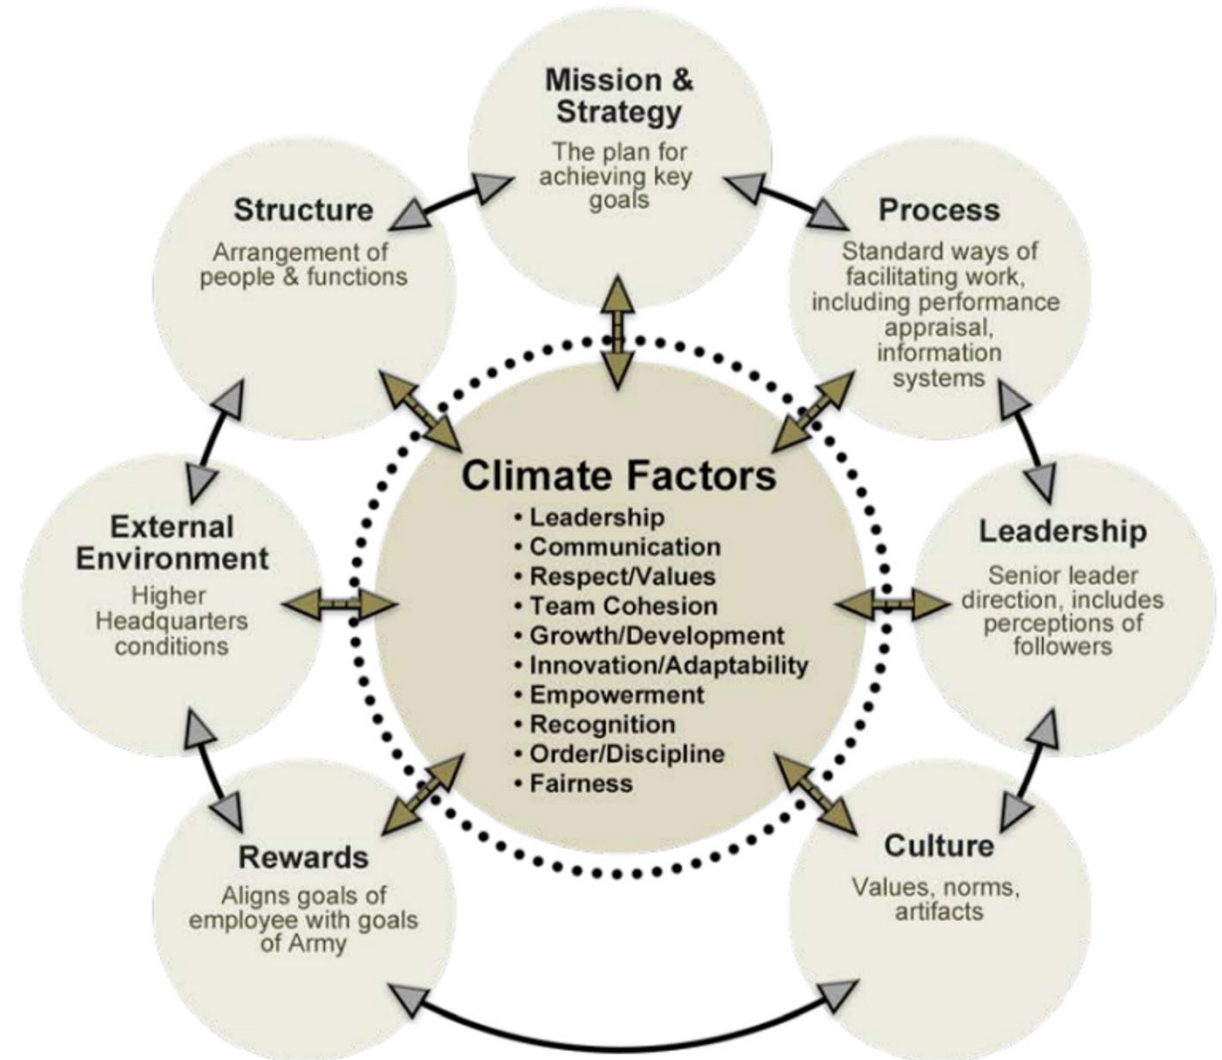 Mission &
Strategy
The plan for
achieving key
goals
Structure
Arrangement of
people & functions
Process
Standard ways of
facilitating work,
including performance
appraisal,
information
systems
Climate Factors
• Leadership
• Communication
• Respect/Values
• Team Cohesion
• Growth/Development
• Innovation/Adaptability
• Empowerment
• Recognition
• Order/Discipline
• Fairness
External
Environment
Higher
Headquarters
conditions
Leadership
Senior leader
direction, includes
perceptions of
followers
Rewards
Aligns goals of
employee with goals
of Army
Culture
Values, norms,
artifacts